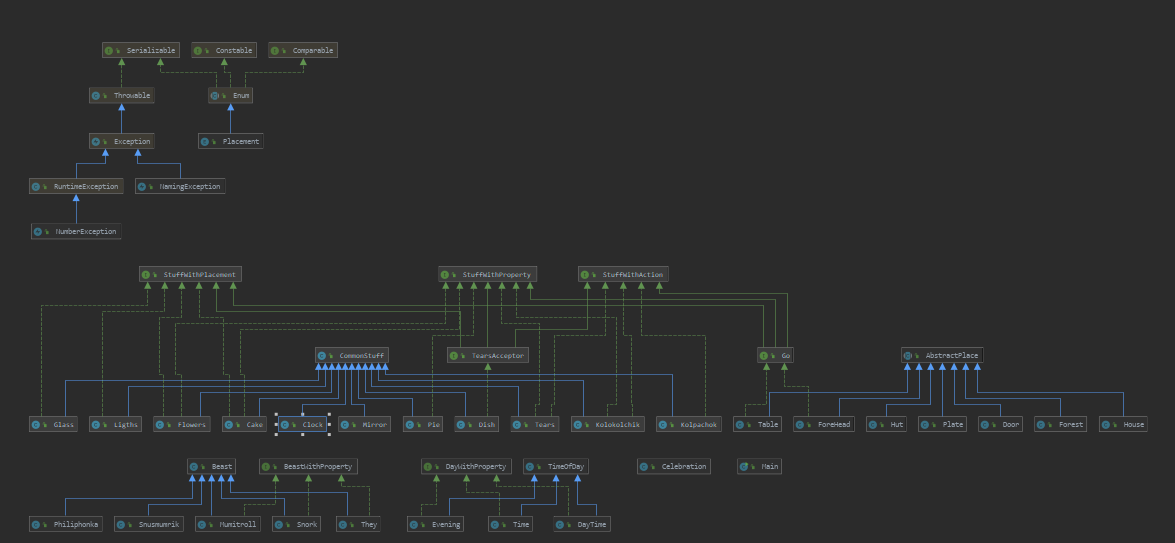 Serializable Constable Comparable
Throwable Enum
Exception Placement
RuntimeException NamingException
NumberException
StuffWithPlacement StuffWithProperty StuffWithAction
CommonStuff TearsAcceptor Go AbstractPlace
Glass Ligths Flowers Cake Clock Mirror Pie Dish Tears Kolokolchik Kolpachok Table ForeHead Hut Plate Door Forest House
Beast BeastWithProperty DayWithProperty TimeOfDay Celebration Main
Philiphonka Snusmumrik Mumitroll Snork They Evening Time DayTime